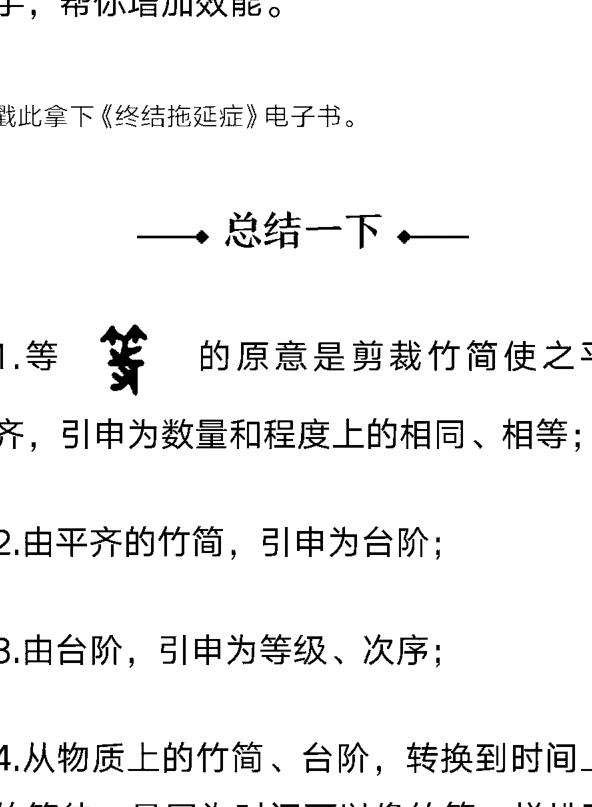 手，帮你增加效能。
戳此拿下《终结拖延症》电子书。
总结一下
1.等 的原意是剪裁竹简使之平
齐，引申为数量和程度上的相同、相等；
2.由平齐的竹简，引申为台阶；
3.由台阶，引申为等级、次序；
4.从物质上的竹简、台阶，转换到时间上